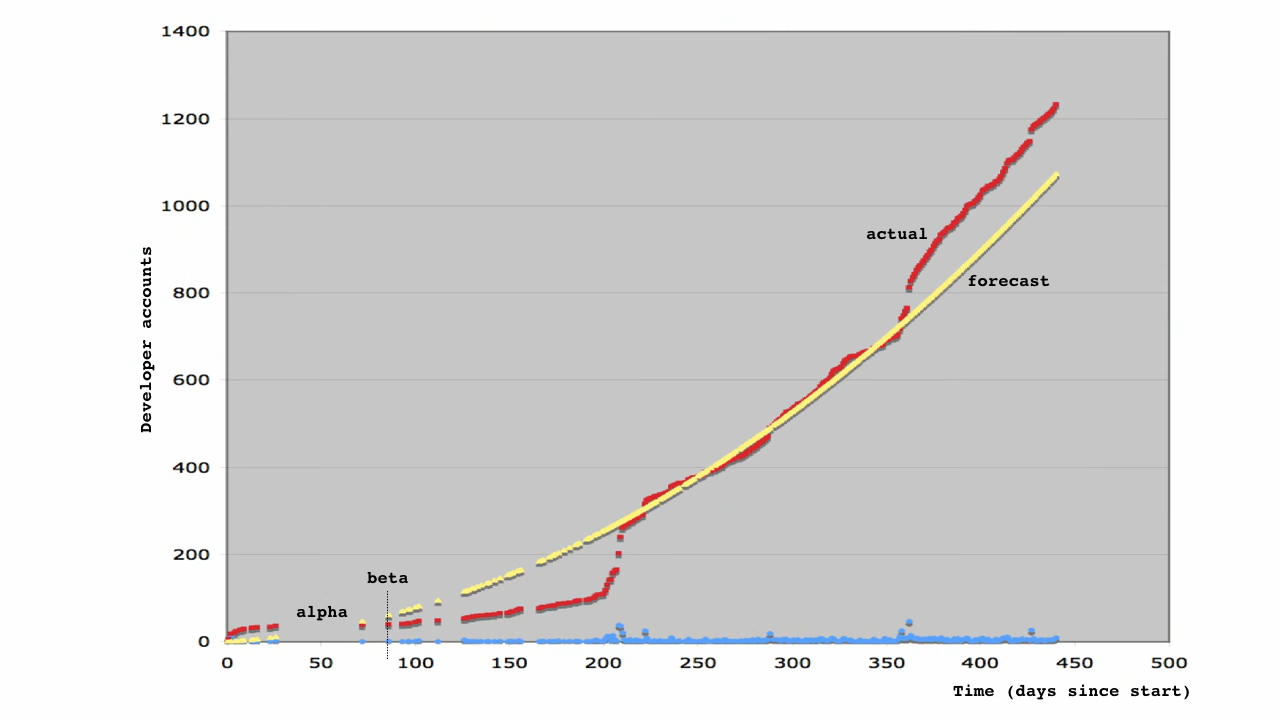 1400
1200
1000
800
600
400
200
0
Developer accounts
actual
forecast
beta
alpha
0 50 100 150 200 250 300 350 400 450 500
Time (days since start)